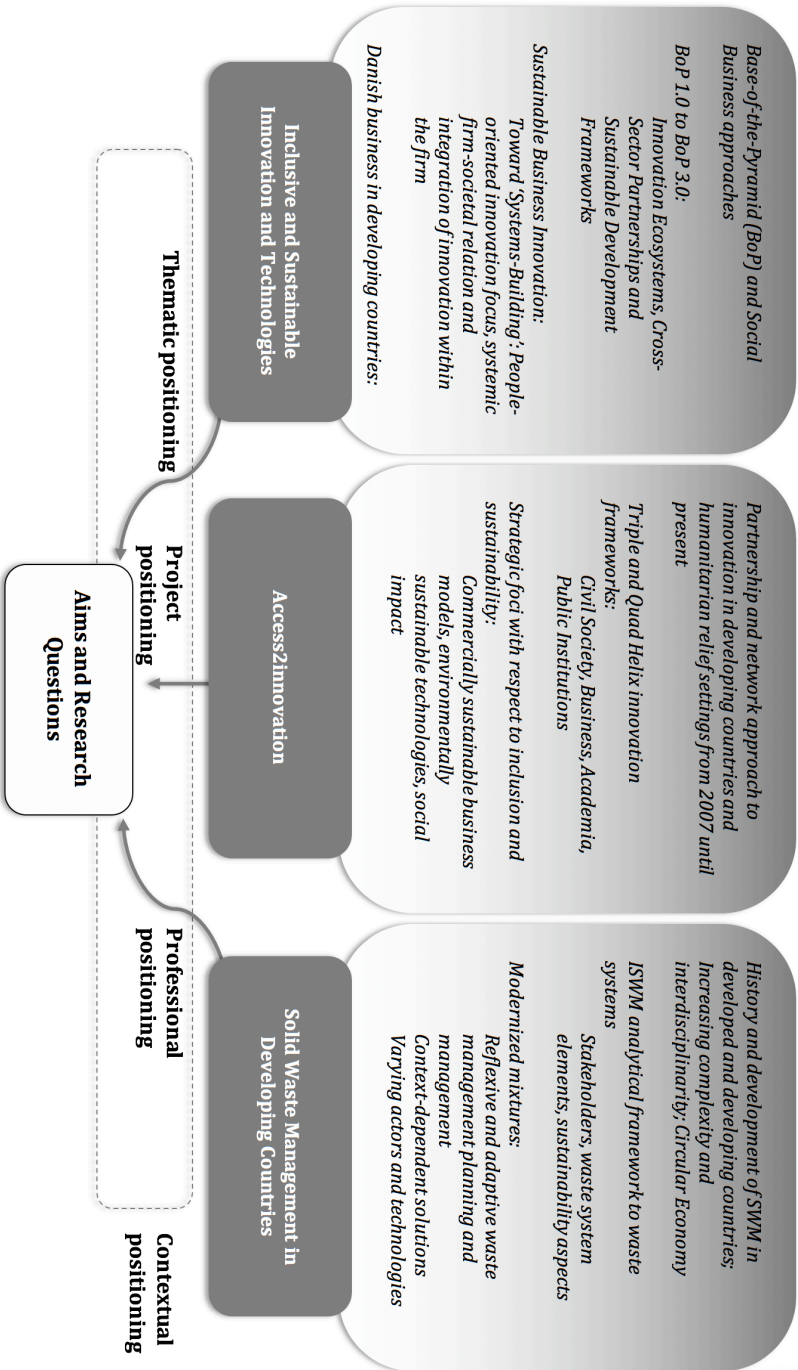 Base-of-the-Pyramid (BoP) and Social
Business approaches
BoP 1.0 to BoP 3.0:
Innovation Ecosystems, Cross-
Sector Partnerships and
Sustainable Development
Frameworks
Sustainable Business Innovation:
Toward ‘Systems-Building’: People-
oriented innovation focus, systemic
firm-societal relation and
integration of innovation within
the firm
Danish business in developing countries:
Inclusive and Sustainable
Innovation and Technologies
Partnership and network approach to
innovation in developing countries and
humanitarian relief settings from 2007 until
present
Triple and Quad Helix innovation
frameworks:
Civil Society, Business, Academia,
Public Institutions
Strategic foci with respect to inclusion and
sustainability:
Commercially sustainable business
models, environmentally
sustainable technologies, social
impact
Access2innovation
History and development of SWM in
developed and developing countries;
Increasing complexity and
interdisciplinarity; Circular Economy
ISWM analytical framework to waste
systems
Stakeholders, waste system
elements, sustainability aspects
Modernized mixtures:
Reflexive and adaptive waste
management planning and
management
Context-dependent solutions
Varying actors and technologies
Solid Waste Management in
Developing Countries
Thematic positioning
Project
positioning
Professional
positioning
Contextual
positioning
Aims and Research
Questions